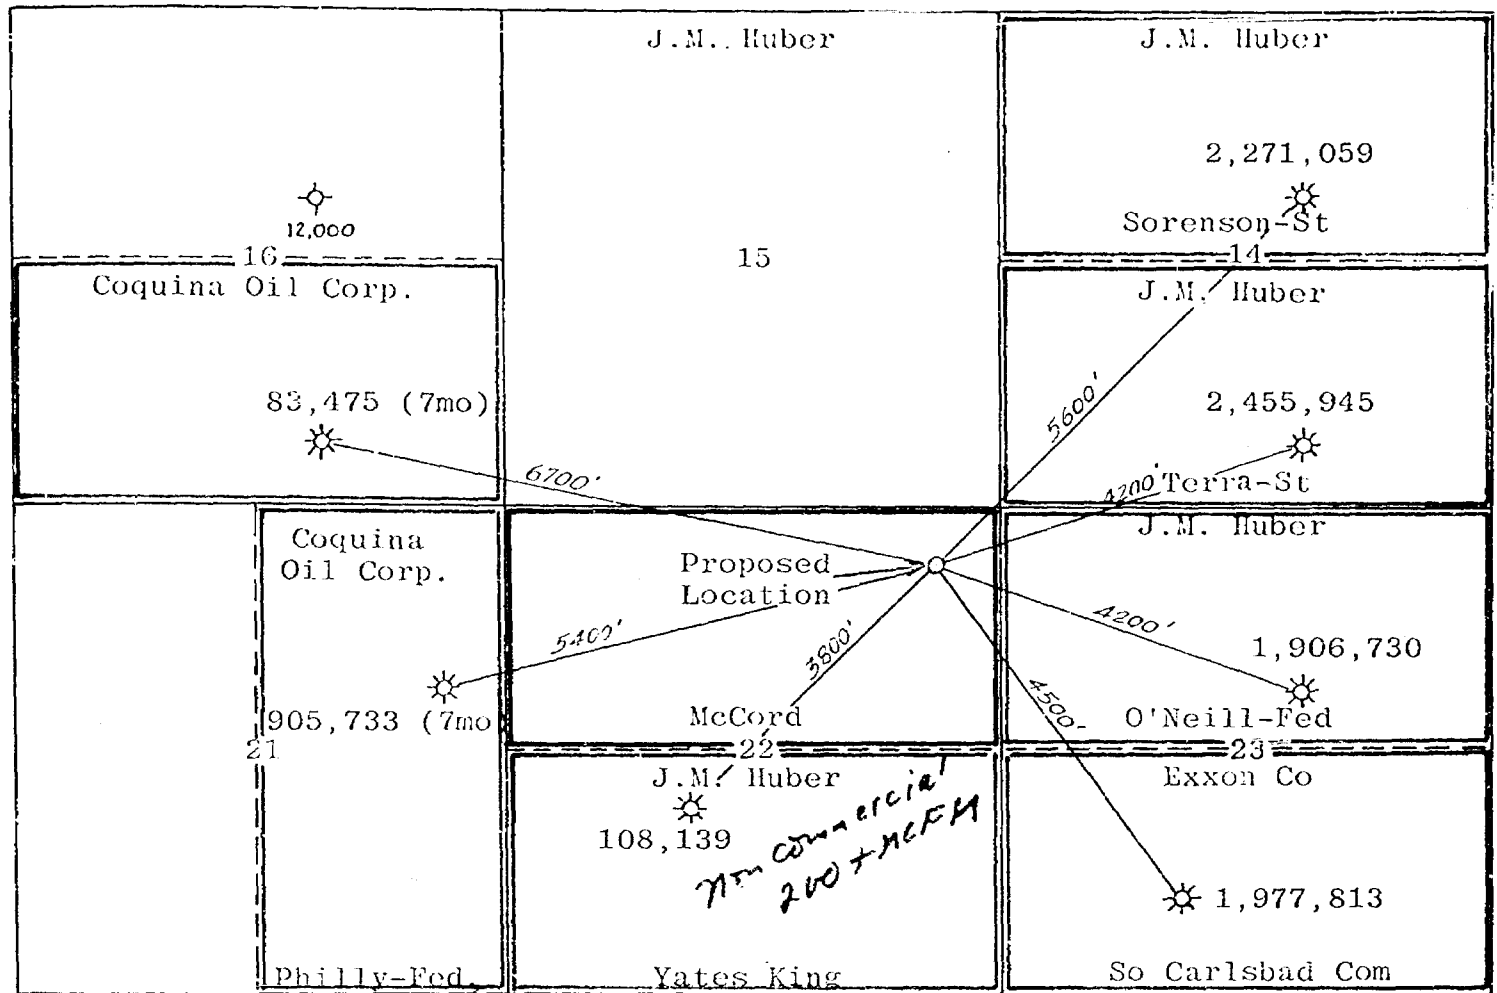 J.M. Huber
J.M. Huber
2,271,059
Sorenson-St
12,000
16
15
14
Coquina Oil Corp.
J.M. Huber
83,475 (7mo)
5600'
2,455,945
6700'
4200'
Terra-St
Coquina
Oil Corp.
J.M. Huber
Proposed
Location
5400'
3800'
4200'
1,906,730
4500-
905,733 (7mo
McCord
O'Neill-Fed
21
22
23
J.M. Huber
Exxon Co
108,139
Non commercial
200 + MCFM
1,977,813
Philly-Fed.
Yates King
So Carlsbad Com